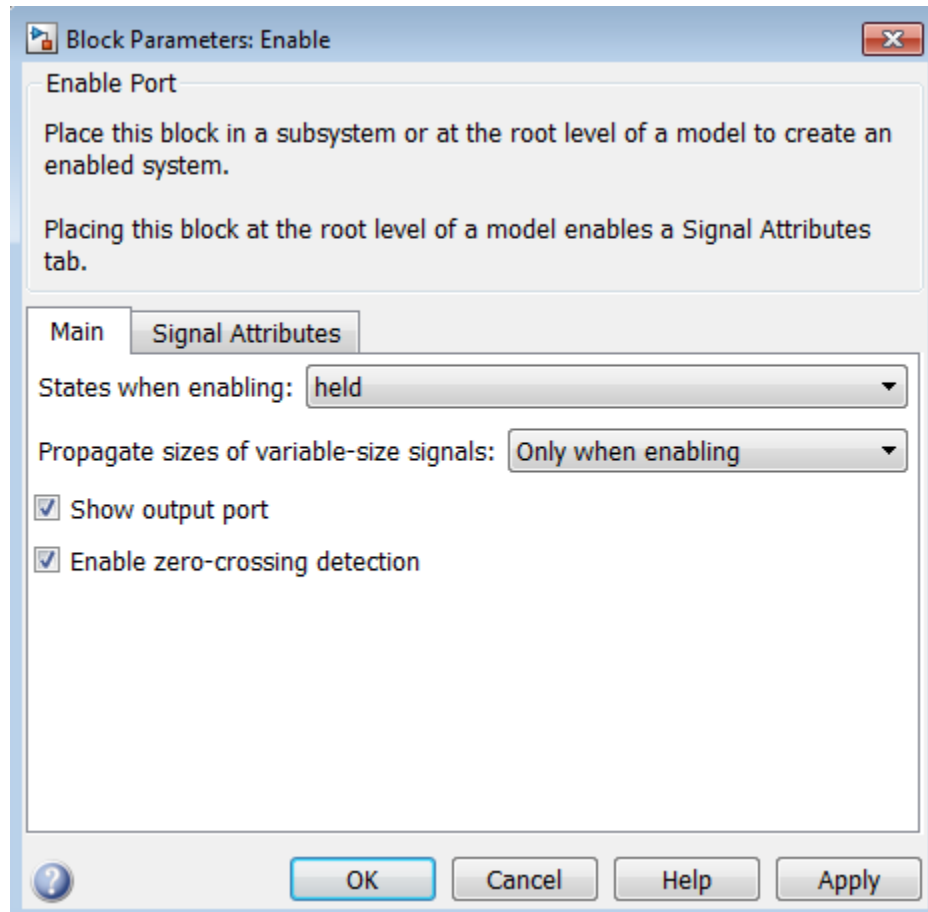 Block Parameters: Enable
Enable Port
Place this block in a subsystem or at the root level of a model to create an
enabled system.
Placing this block at the root level of a model enables a Signal Attributes
tab.
Main Signal Attributes
States when enabling: held
Propagate sizes of variable-size signals: Only when enabling
Show output port
Enable zero-crossing detection
? OK Cancel Help Apply